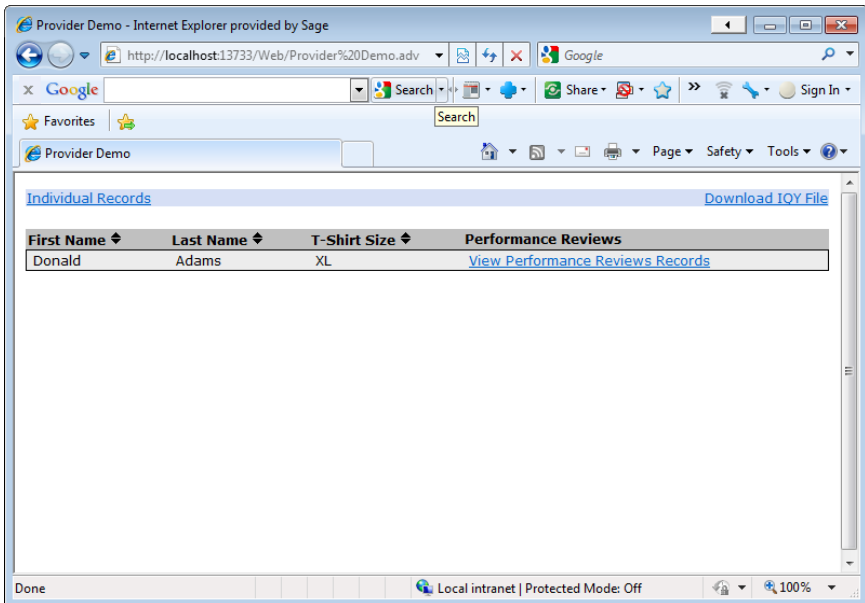 Provider Demo - Internet Explorer provided by Sage
http://localhost:13733/Web/Provider%20Demo.adv
Google
x Google Search Share Sign In
Favorites
Search
Provider Demo Page Safety Tools
Individual Records Download IQY File
First Name Last Name T-Shirt Size Performance Reviews
Donald Adams XL View Performance Reviews Records
Done Local intranet | Protected Mode: Off 100%